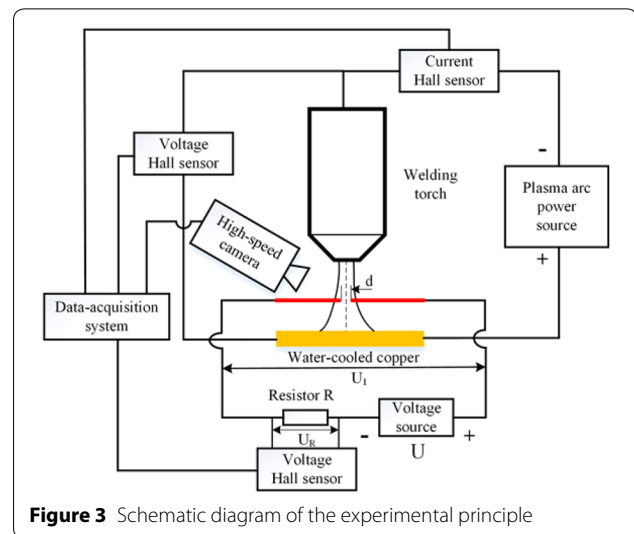 Current
Hall sensor
Voltage
Hall sensor
Welding
torch
-
Plasma arc
power
source
+
High-speed
camera
d
Data-acquisition
system
Water-cooled copper
U₁
Resistor R
Voltage
source
- +
U_R
U
Voltage
Hall sensor
Figure 3 Schematic diagram of the experimental principle